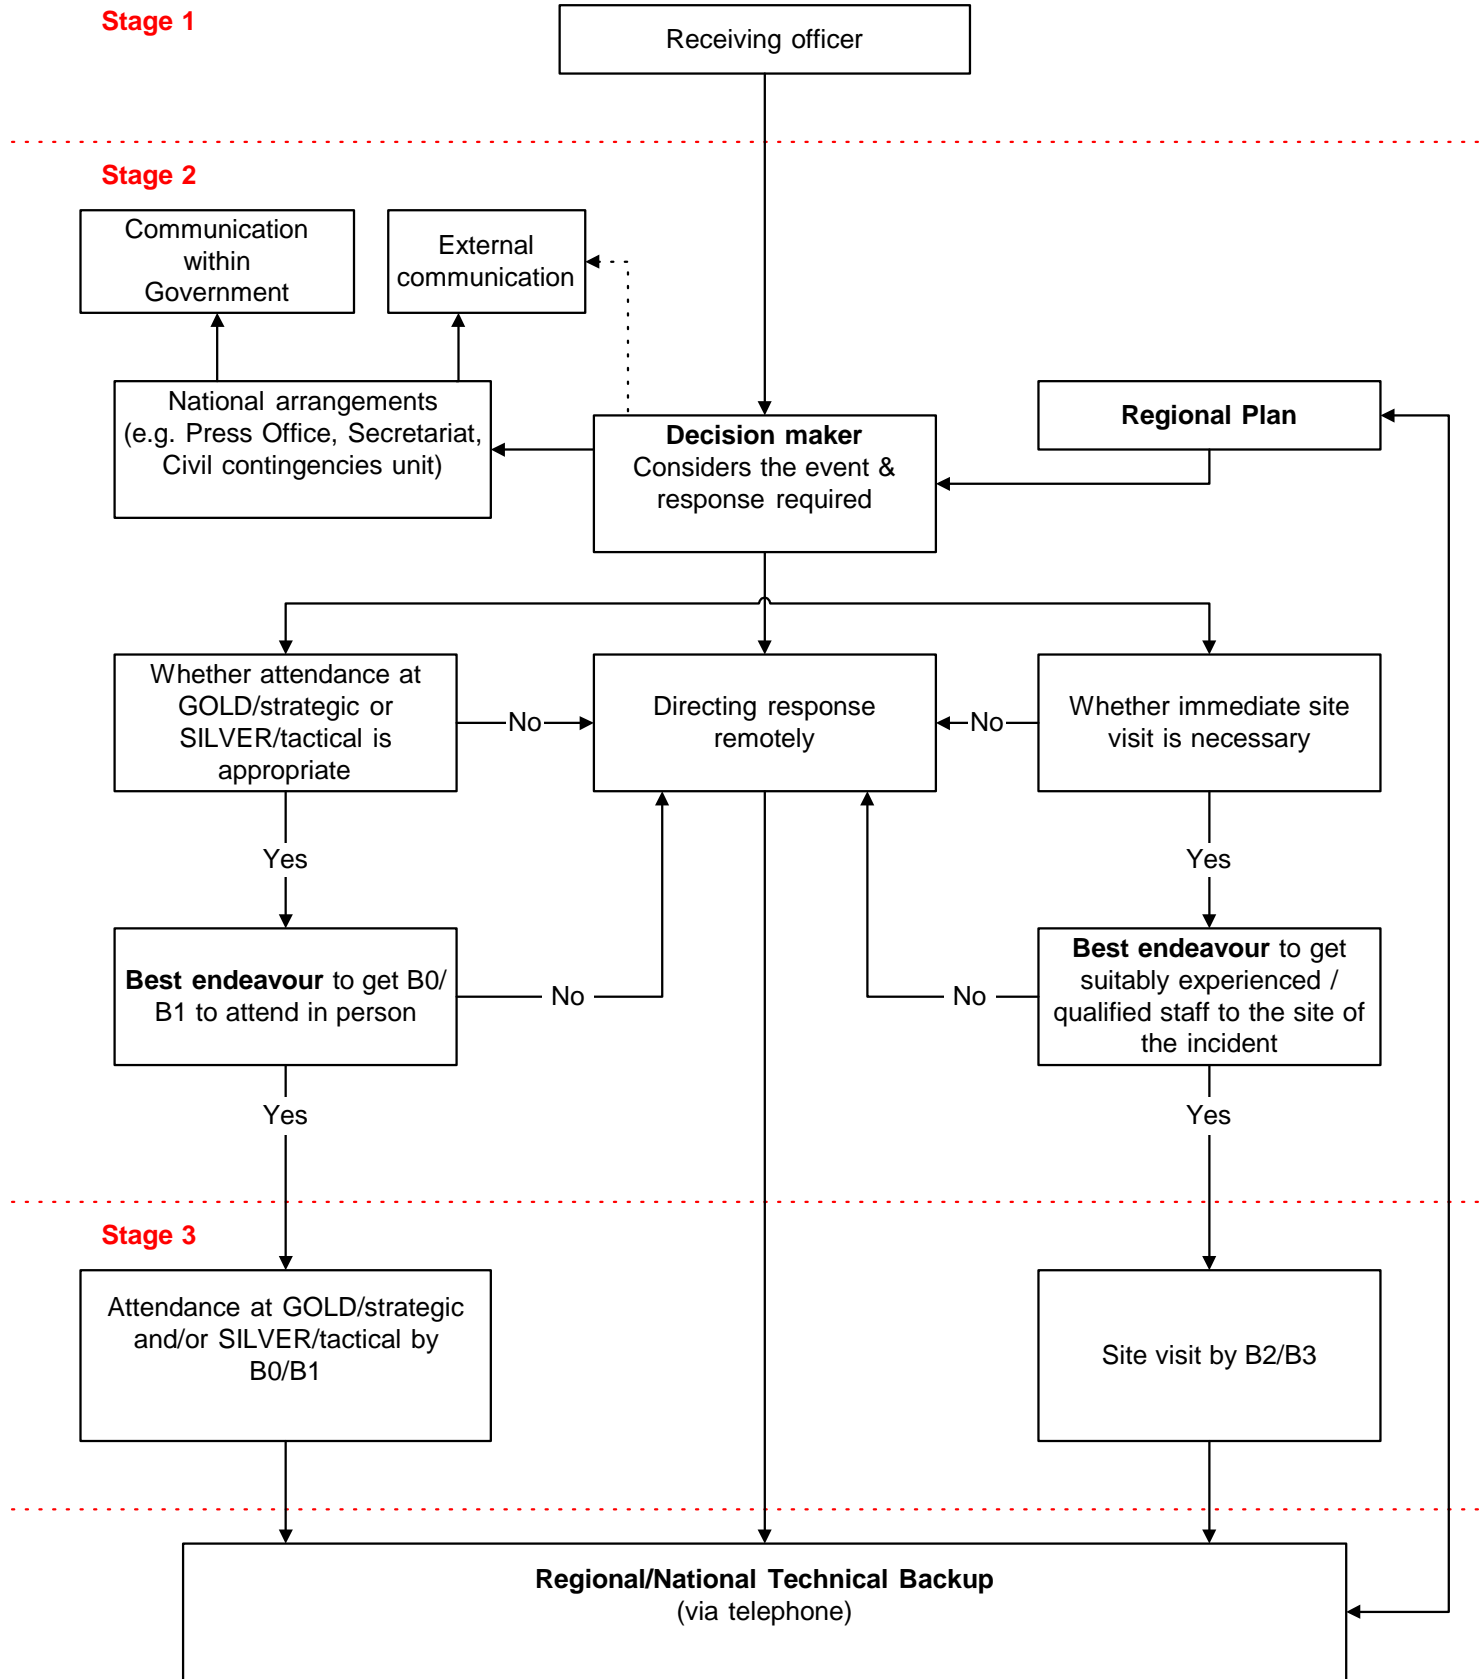 Stage 1
Receiving officer
Stage 2
Communication
within
Government
External
communication
National arrangements
(e.g. Press Office, Secretariat,
Civil contingencies unit)
Decision maker
Considers the event &
response required
Regional Plan
Whether attendance at
GOLD/strategic or
SILVER/tactical is
appropriate
No
Directing response
remotely
No
Whether immediate site
visit is necessary
Yes
Yes
Best endeavour to get B0/
B1 to attend in person
No
No
Best endeavour to get
suitably experienced /
qualified staff to the site of
the incident
Yes
Yes
Stage 3
Attendance at GOLD/strategic
and/or SILVER/tactical by
B0/B1
Site visit by B2/B3
Regional/National Technical Backup
(via telephone)